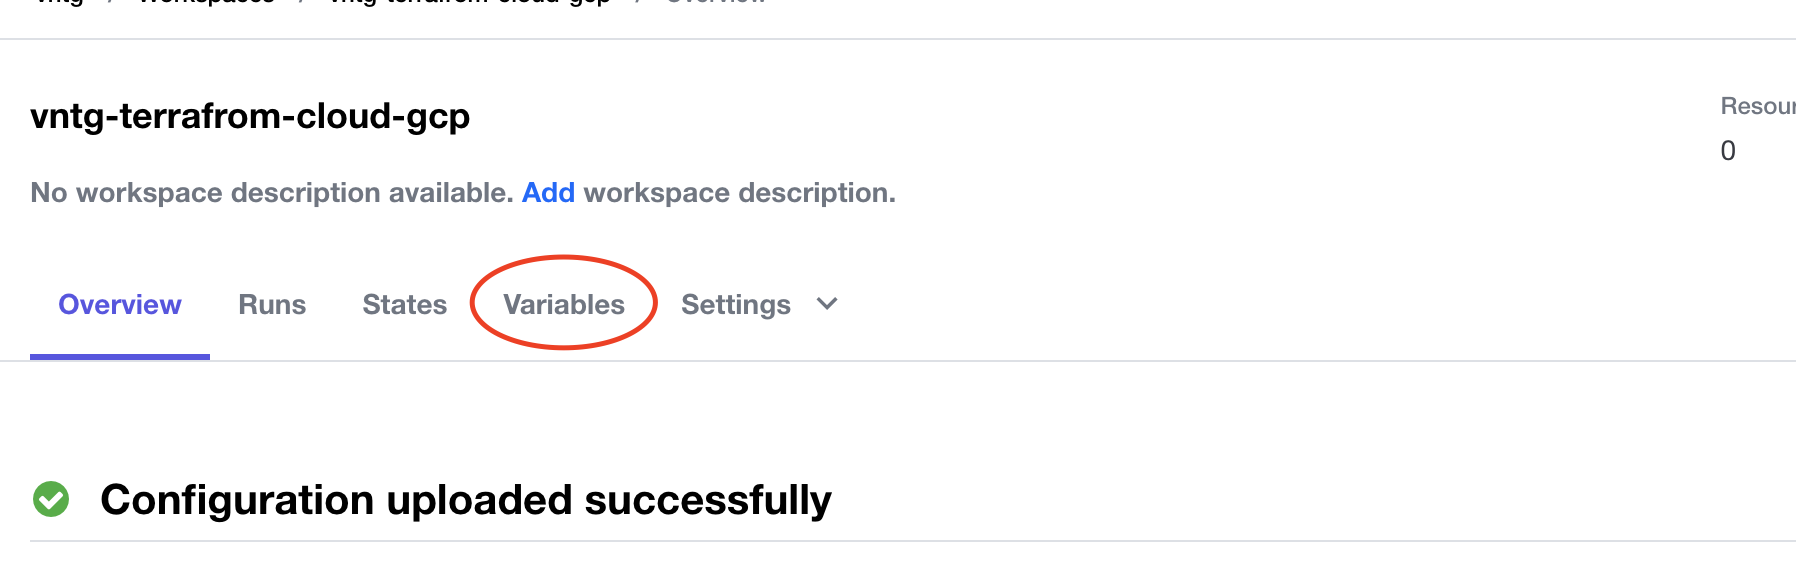 vntg / Workspaces / vntg-terrafrom-cloud-gcp / Overview
vntg-terrafrom-cloud-gcp
Resour
0
No workspace description available. Add workspace description.
Overview Runs States Variables Settings
Configuration uploaded successfully